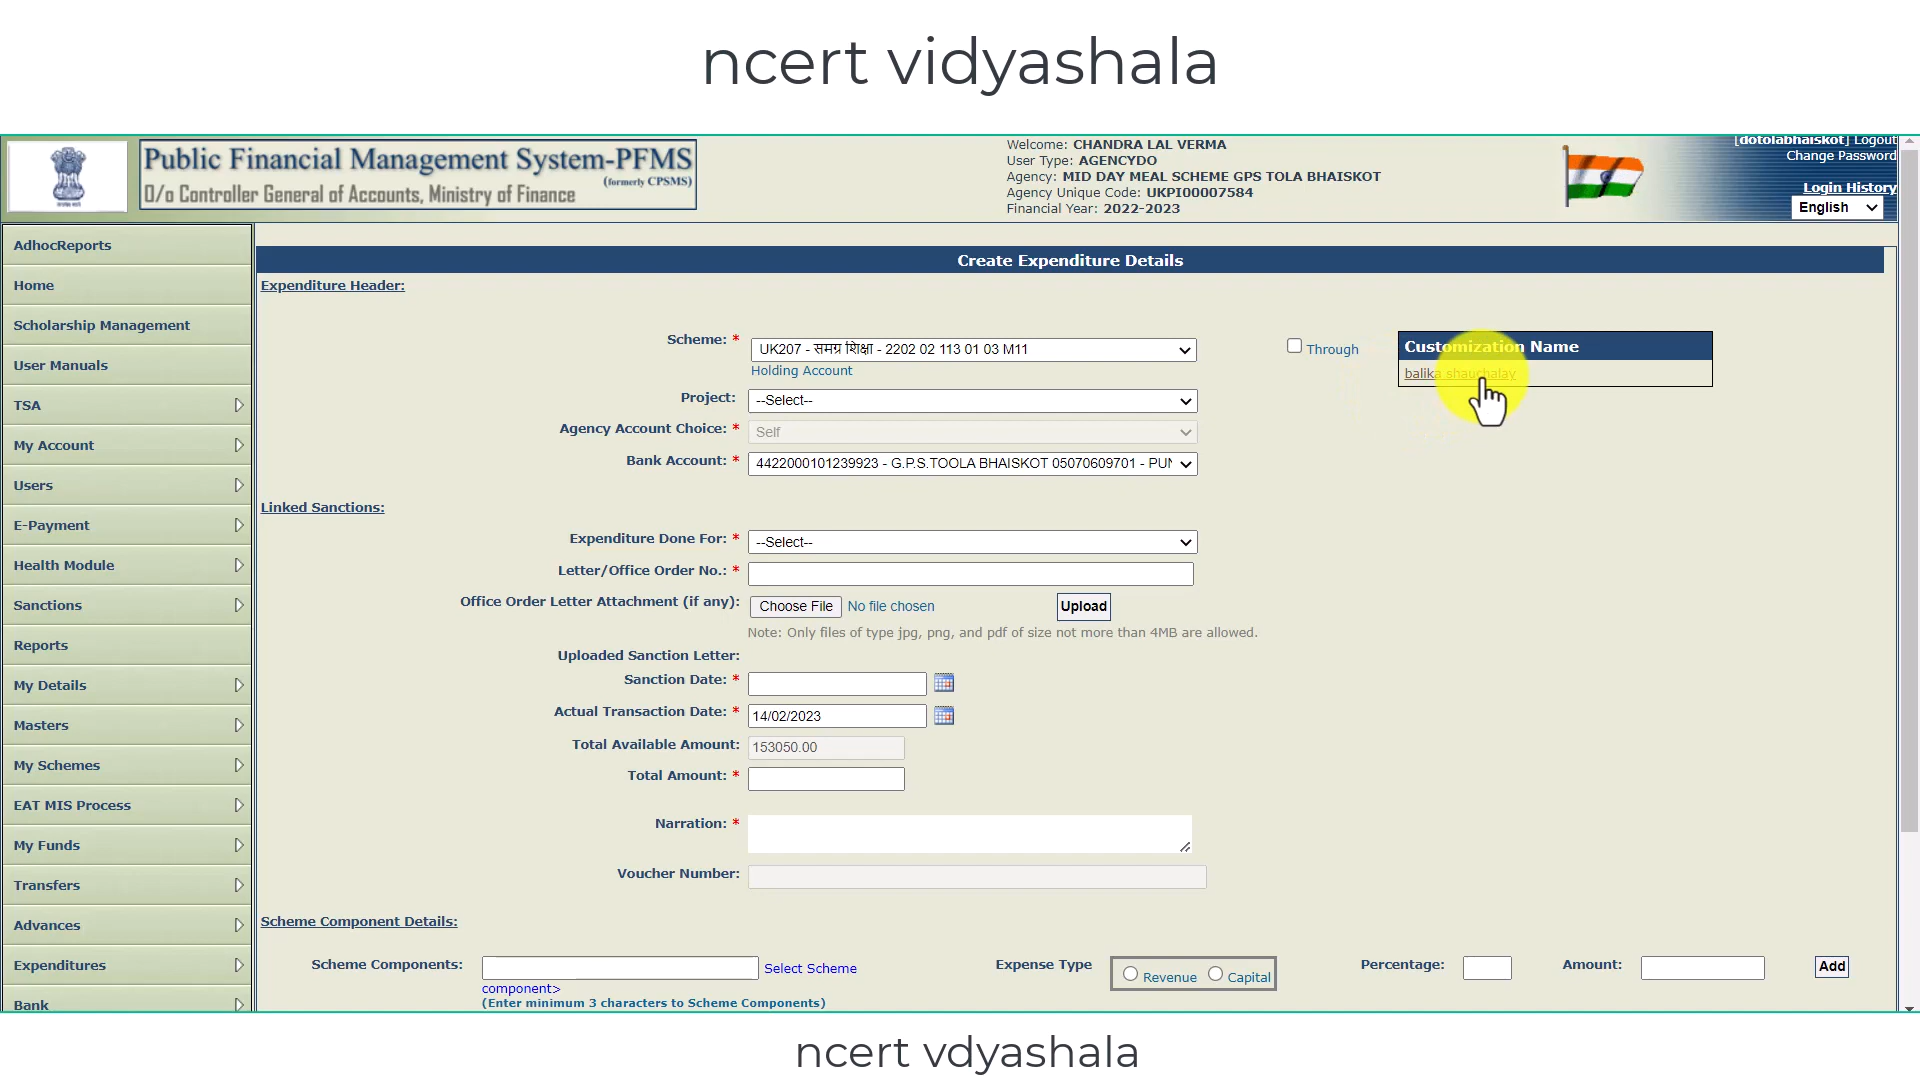 ncert vidyashala
Public Financial Management System-PFMS
(formerly CPSMS)
O/o Controller General of Accounts, Ministry of Finance
Welcome: CHANDRA LAL VERMA
User Type: AGENCYDO
Agency: MID DAY MEAL SCHEME GPS TOLA BHAISKOT
Agency Unique Code: UKPI00007584
Financial Year: 2022-2023
[dotolabhaiskot] Logout
Change Password
Login History
English
AdhocReports
Home
Scholarship Management
User Manuals
TSA
My Account
Users
E-Payment
Health Module
Sanctions
Reports
My Details
Masters
My Schemes
EAT MIS Process
My Funds
Transfers
Advances
Expenditures
Bank
Create Expenditure Details
Expenditure Header:
Scheme: * UK207 - समग्र शिक्षा - 2202 02 113 01 03 M11
Holding Account
Through
Customization Name
balika shauchalay
Project: --Select--
Agency Account Choice: * Self
Bank Account: * 4422000101239923 - G.P.S.TOOLA BHAISKOT 05070609701 - PUN
Linked Sanctions:
Expenditure Done For: * --Select--
Letter/Office Order No.: *
Office Order Letter Attachment (if any): Choose File No file chosen Upload
Note: Only files of type jpg, png, and pdf of size not more than 4MB are allowed.
Uploaded Sanction Letter:
Sanction Date: *
Actual Transaction Date: * 14/02/2023
Total Available Amount: 153050.00
Total Amount: *
Narration: *
Voucher Number:
Scheme Component Details:
Scheme Components: Select Scheme
component>
(Enter minimum 3 characters to Scheme Components)
Expense Type Revenue Capital
Percentage:
Amount:
Add
ncert vdyashala